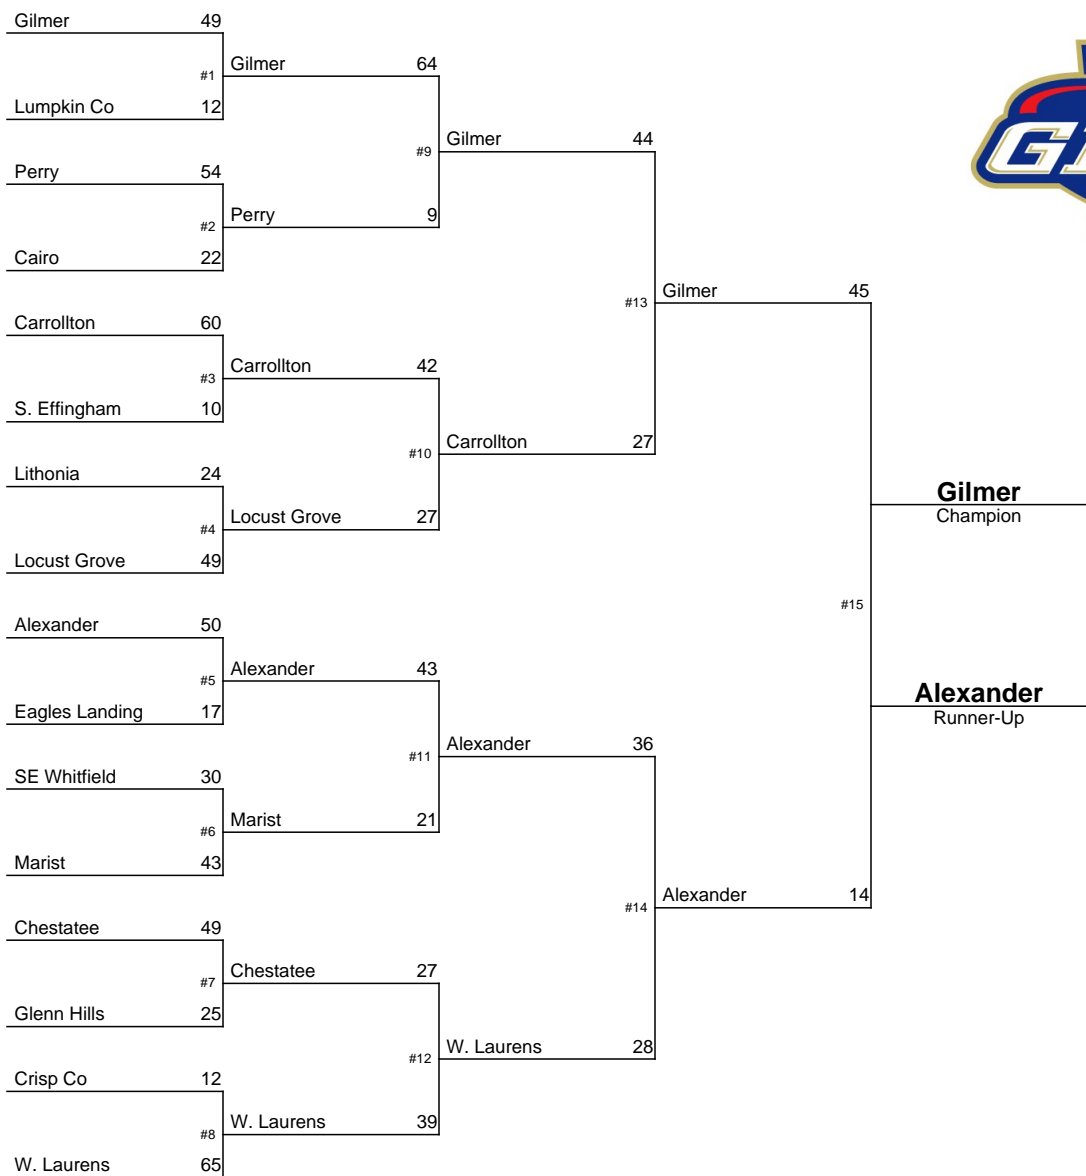 Gilmer 49
#1
Lumpkin Co 12
Gilmer 64
Perry 54
#2
Cairo 22
Perry 9
#9
Gilmer 44
Carrollton 60
#3
S. Effingham 10
Carrollton 42
Lithonia 24
#4
Locust Grove 49
Locust Grove 27
#10
Carrollton 27
#13
Gilmer 45
Alexander 50
#5
Eagles Landing 17
Alexander 43
SE Whitfield 30
#6
Marist 43
Marist 21
#11
Alexander 36
Chestatee 49
#7
Glenn Hills 25
Chestatee 27
Crisp Co 12
#8
W. Laurens 65
W. Laurens 39
#12
W. Laurens 28
#14
Alexander 14
#15
Gilmer
Champion
Alexander
Runner-Up